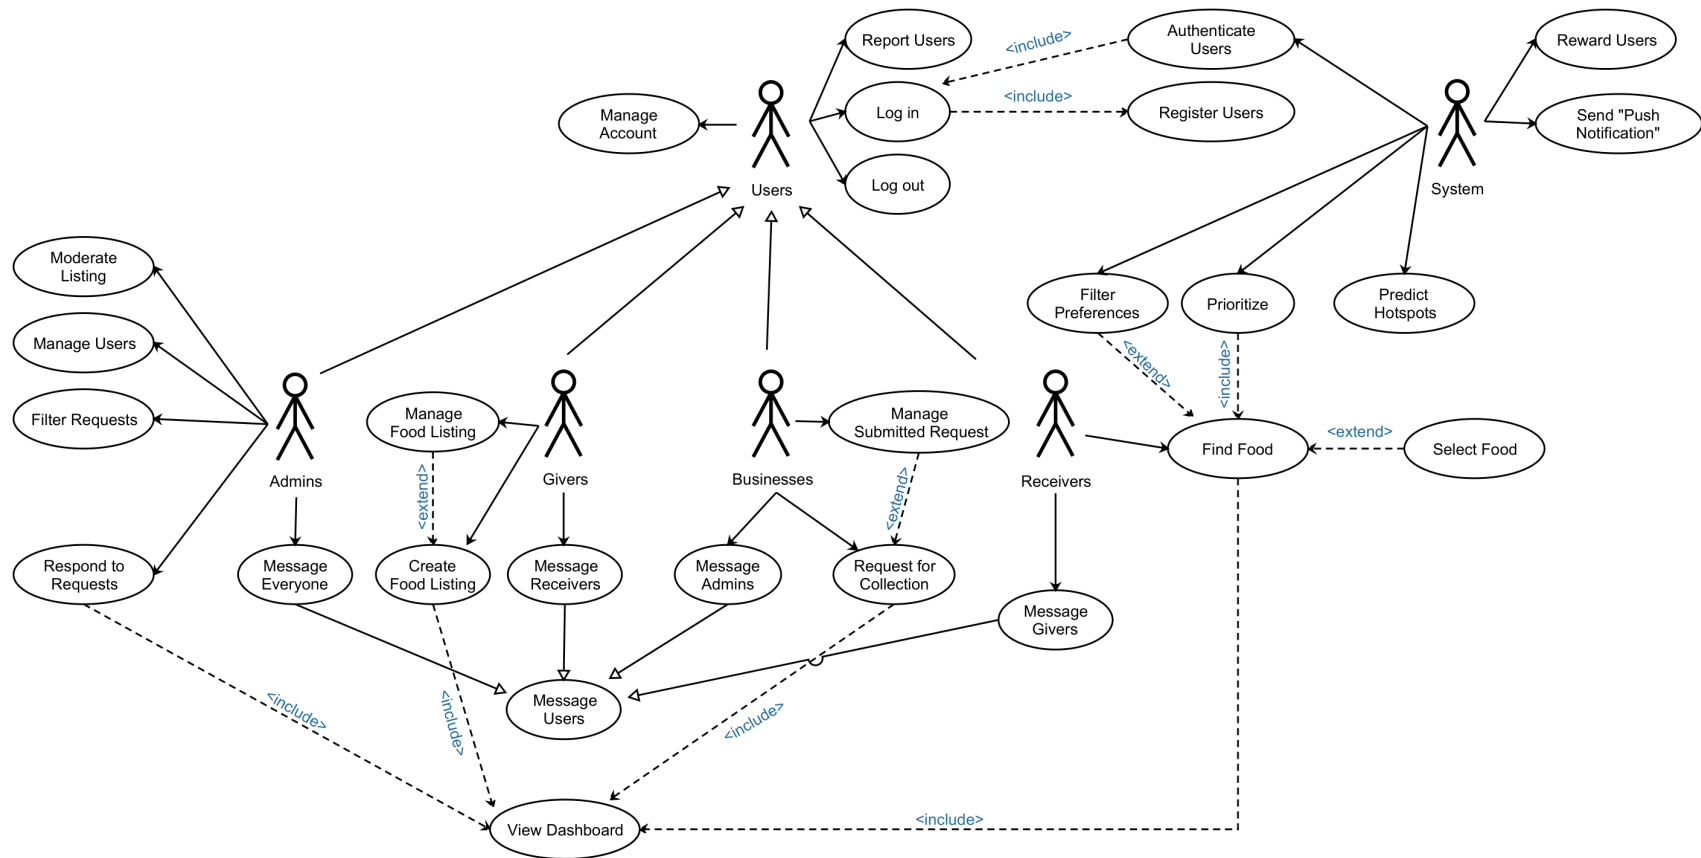 Report Users
<include>
Authenticate
Users
Reward Users
Manage
Account
Log in
<include>
Register Users
Send "Push
Notification"
Log out
Users
System
Moderate
Listing
Filter
Preferences
Prioritize
Predict
Hotspots
Manage Users
<extend>
<include>
Filter Requests
Manage
Food Listing
Manage
Submitted Request
Find Food
<extend>
Select Food
Admins
Givers
Businesses
Receivers
<extend>
<extend>
Respond to
Requests
Message
Everyone
Create
Food Listing
Message
Receivers
Message
Admins
Request for
Collection
Message
Givers
Message
Users
<include>
<include>
<include>
View Dashboard
<include>